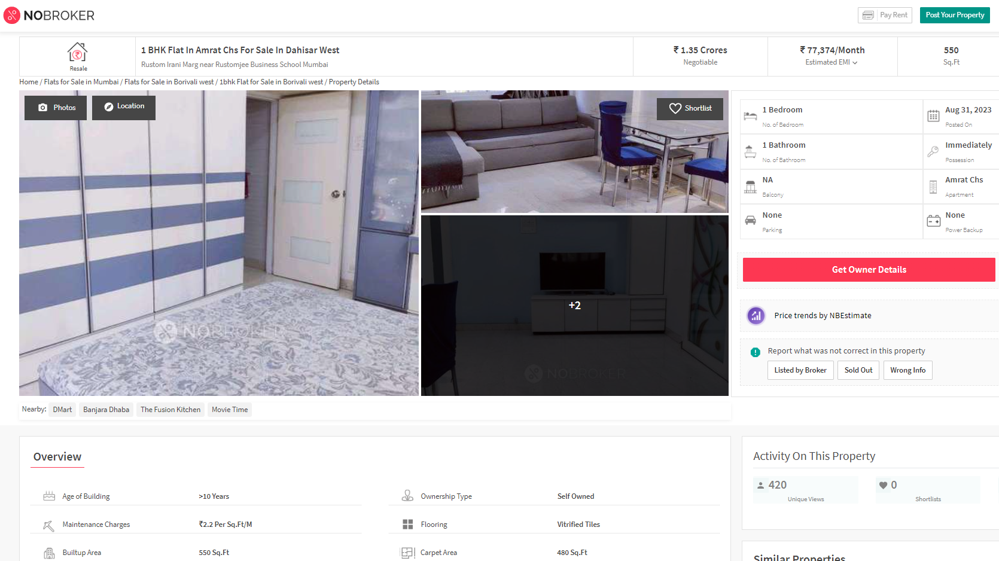 NOBROKER
Pay Rent
Post Your Property
Resale
1 BHK Flat In Amrat Chs For Sale In Dahisar West
Rustom Irani Marg near Rustomjee Business School Mumbai
₹ 1.35 Crores
Negotiable
₹ 77,374/Month
Estimated EMI
550
Sq.Ft
Home / Flats for Sale in Mumbai / Flats for Sale in Borivali west / 1bhk Flat for Sale in Borivali west / Property Details
Photos
Location
Shortlist
NOBROKER
+2
NOBROKER
1 Bedroom
No. of Bedroom
Aug 31, 2023
Posted On
1 Bathroom
No. of Bathroom
Immediately
Possession
NA
Balcony
Amrat Chs
Apartment
None
Parking
None
Power Backup
Get Owner Details
Price trends by NBEstimate
Report what was not correct in this property
Listed by Broker
Sold Out
Wrong Info
Nearby: DMart Banjara Dhaba The Fusion Kitchen Movie Time
Overview
Age of Building >10 Years
Ownership Type Self Owned
Maintenance Charges ₹2.2 Per Sq.Ft/M
Flooring Vitrified Tiles
Builtup Area 550 Sq.Ft
Carpet Area 480 Sq.Ft
Activity On This Property
420
Unique Views
0
Shortlists
Similar Properties